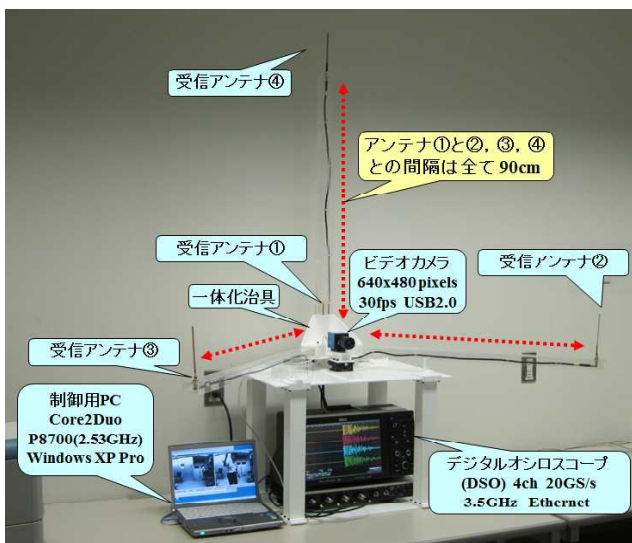 受信アンテナ④
アンテナ①と②, ③, ④
との間隔は全て 90cm
受信アンテナ①
ビデオカメラ
640x480 pixels
30fps USB2.0
受信アンテナ②
一体化治具
受信アンテナ③
制御用PC
Core2Duo
P8700(2.53GHz)
Windows XP Pro
デジタルオシロスコープ
(DSO) 4ch 20GS/s
3.5GHz Ethernet